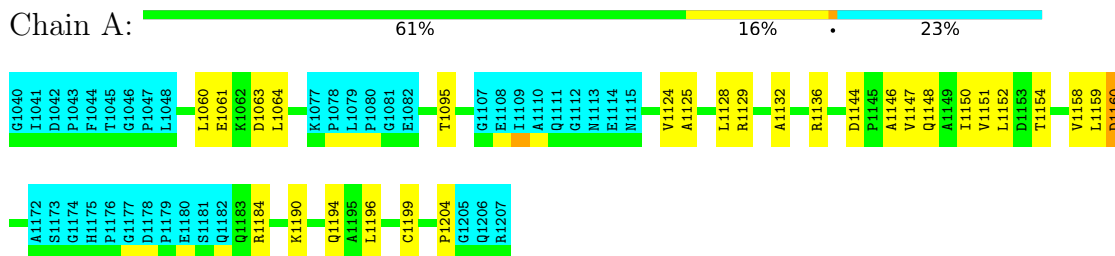 Chain A:
61% 16% • 23%
G1040 I1041 D1042 P1043 F1044 T1045 G1046 P1047 L1048 L1060 E1061 K1062 D1063 L1064 K1077 P1078 L1079 P1080 G1081 E1082 T1095 G1107 E1108 I1109 A1110 Q1111 G1112 N1113 E1114 N1115 V1124 A1125 L1128 R1129 A1132 R1136 D1144 P1145 A1146 V1147 Q1148 A1149 I1150 V1151 L1152 D1153 T1154 V1158 L1159 D1160
A1172 S1173 G1174 H1175 P1176 G1177 D1178 P1179 E1180 S1181 Q1182 Q1183 R1184 K1190 Q1194 A1195 L1196 C1199 P1204 G1205 Q1206 R1207